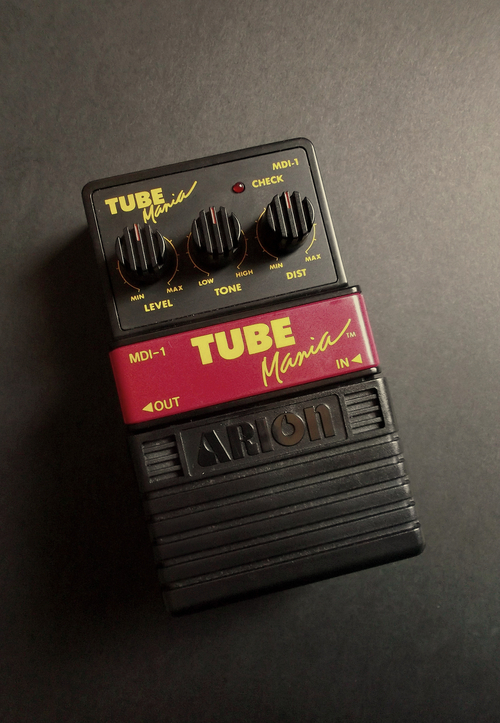 MDI-1
TUBE
Mania
CHECK
MIN MAX
LEVEL
LOW HIGH
TONE
MIN MAX
DIST
MDI-1
TUBE
Mania™
◀OUT
IN◀
ARION